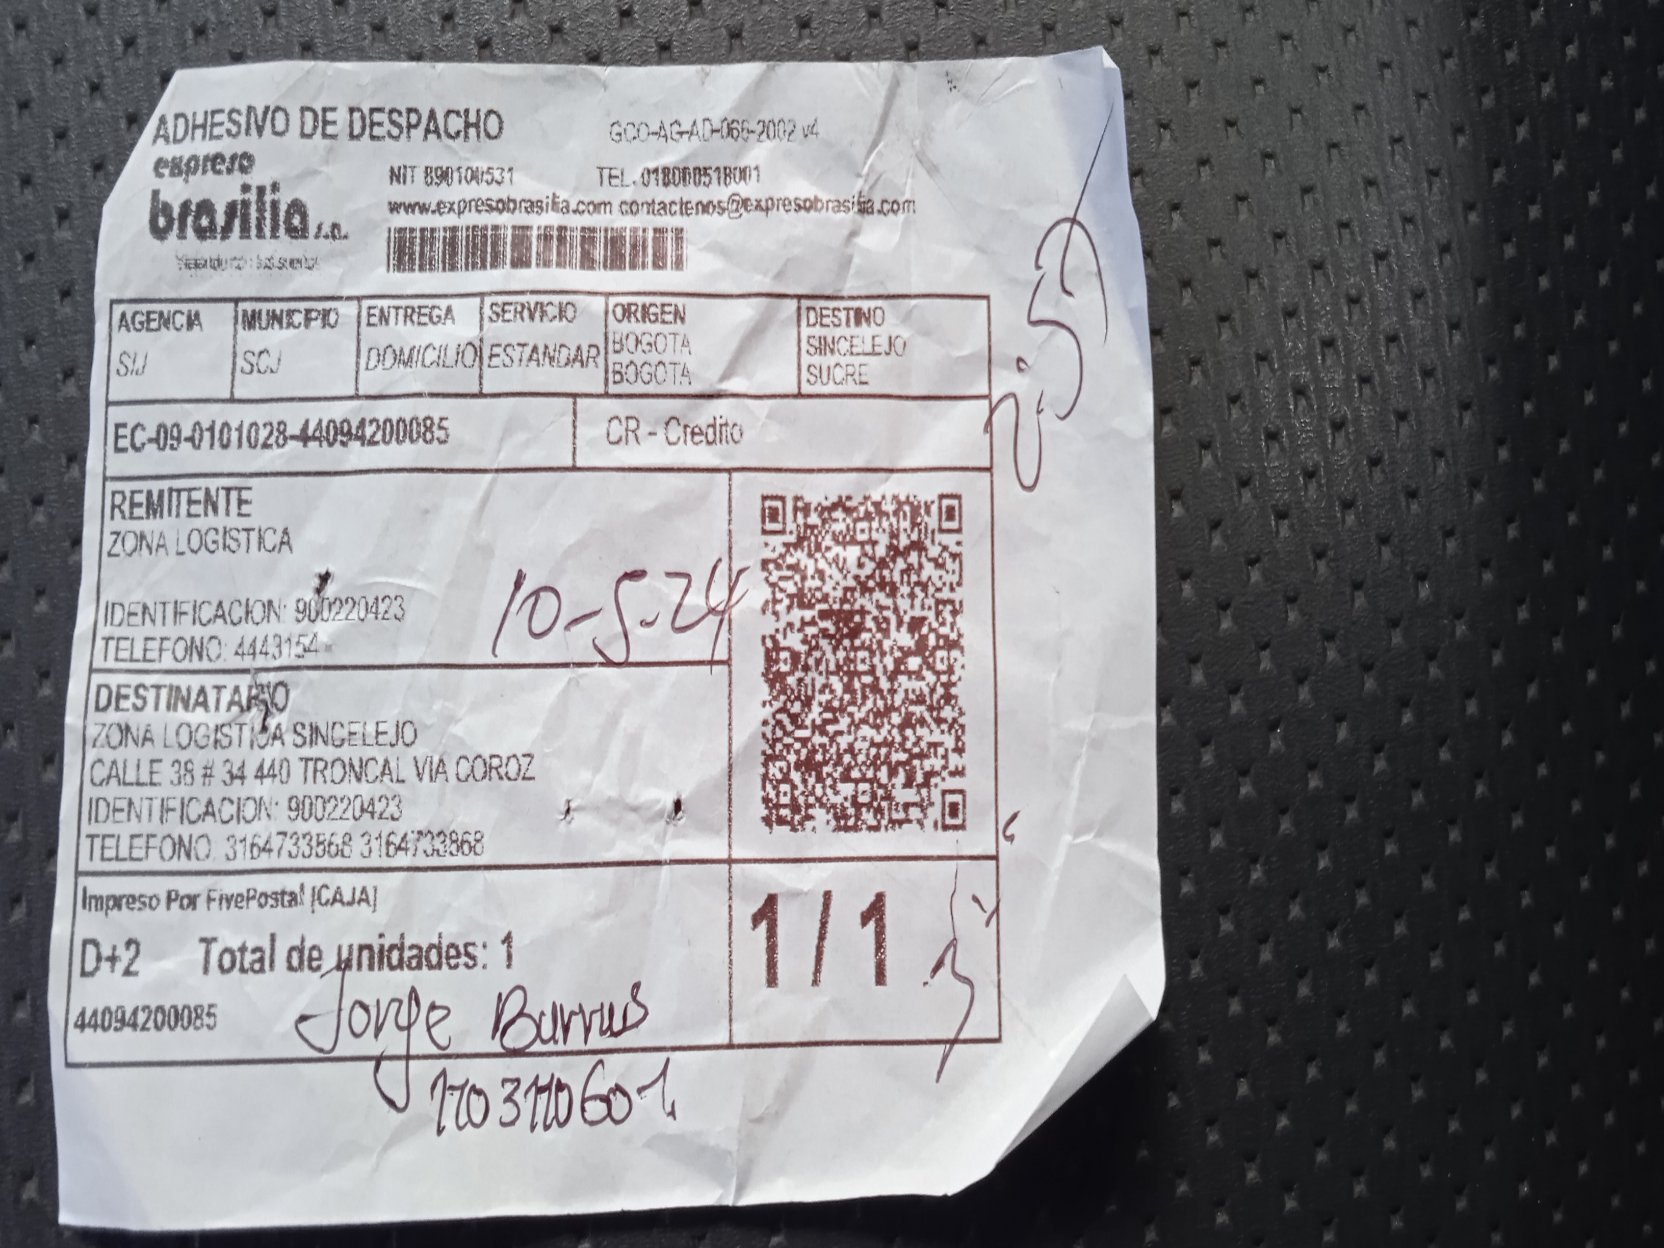 ADHESIVO DE DESPACHO
GCO-AG-AD-066-2002 v4
expreso
brasilia s.a.
NIT 890100531 TEL. 018000518001
www.expresobrasilia.com contactenos@expresobrasilia.com
AGENCIA MUNICIPIO ENTREGA SERVICIO ORIGEN DESTINO
SIJ SCJ DOMICILIO ESTANDAR BOGOTA SINCELEJO
BOGOTA SUCRE
EC-09-0101028-44094200085 CR - Credito
REMITENTE
ZONA LOGISTICA
IDENTIFICACION: 900220423
TELEFONO: 4443154
10-5-24
DESTINATARIO
ZONA LOGISTICA SINCELEJO
CALLE 38 # 34 440 TRONCAL VIA COROZ
IDENTIFICACION: 900220423
TELEFONO: 3164733868 3164733868
Impreso Por FivePostal [CAJA]
D+2 Total de unidades: 1
1 / 1
44094200085
Jorge Barrios